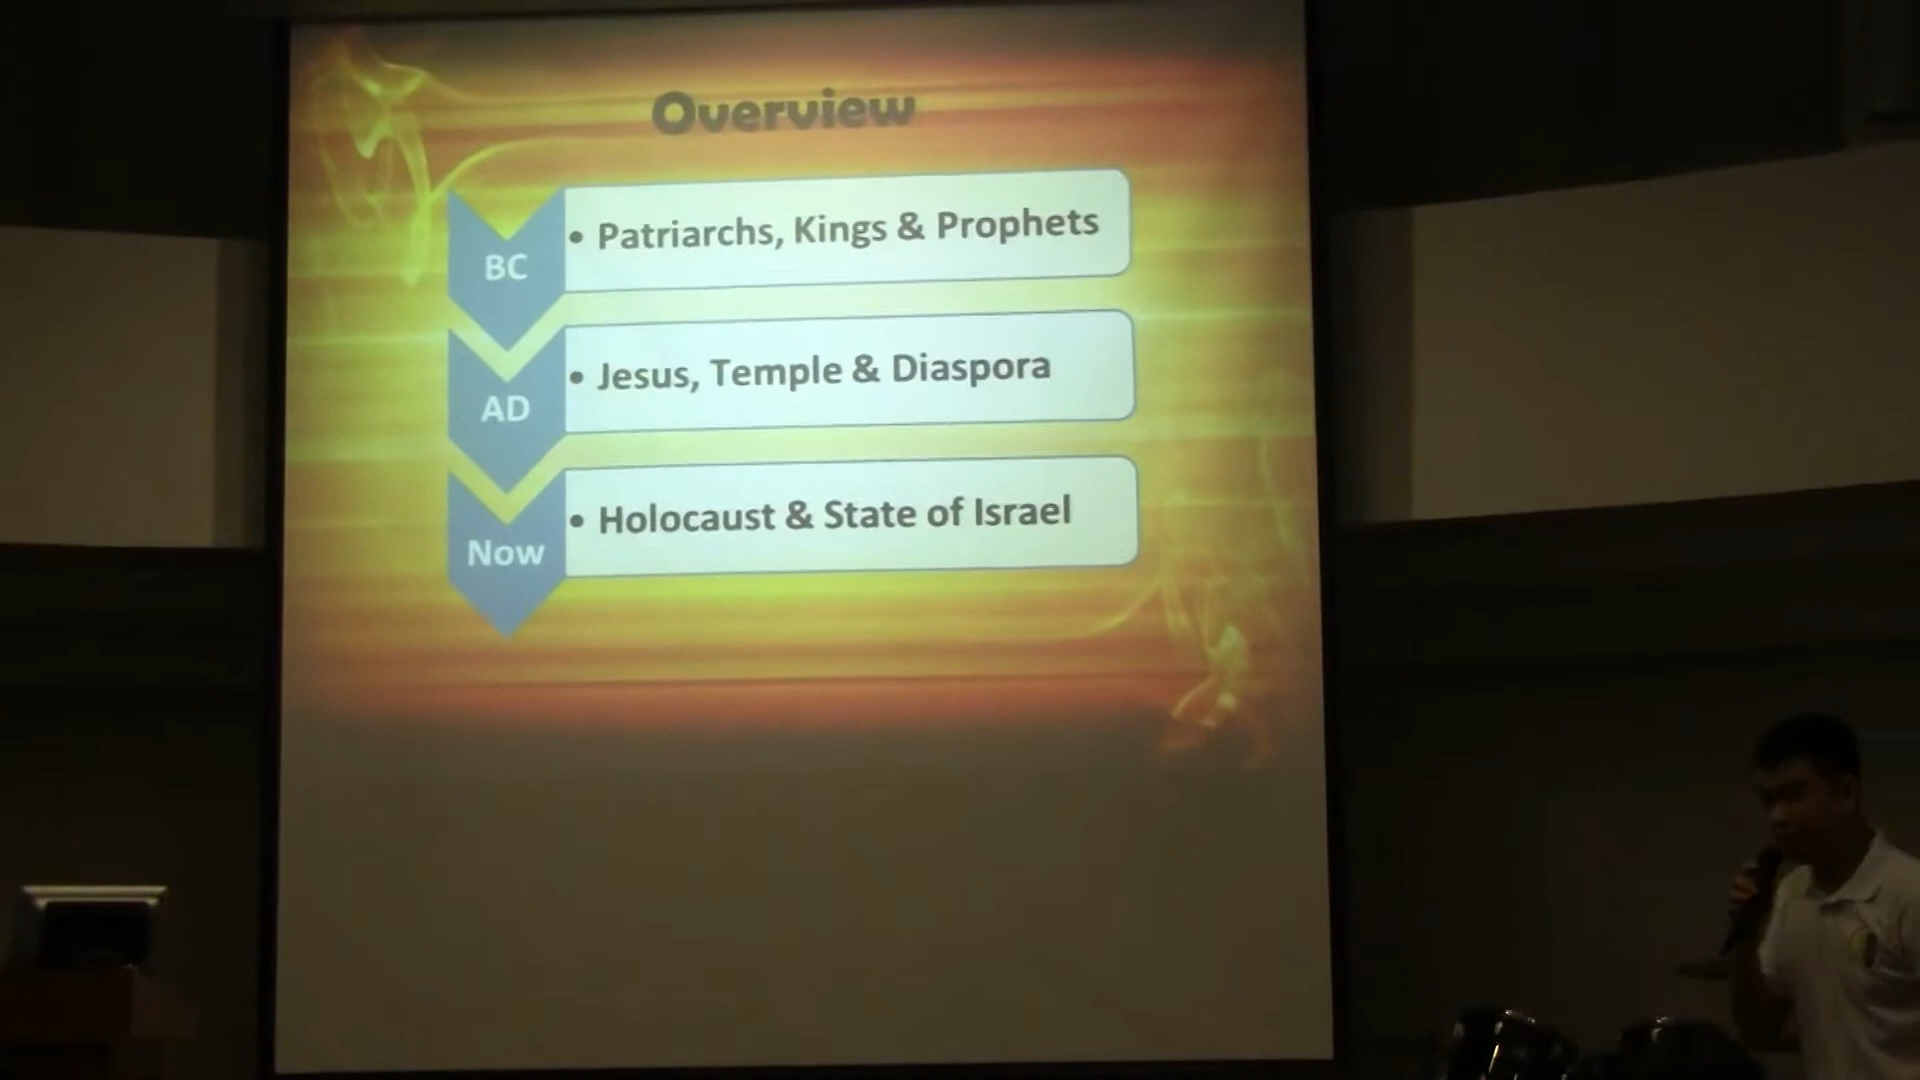 Overview
BC
• Patriarchs, Kings & Prophets
AD
• Jesus, Temple & Diaspora
Now
• Holocaust & State of Israel